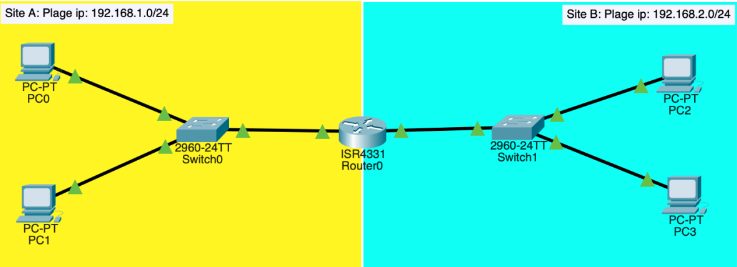 Site A: Plage ip: 192.168.1.0/24
Site B: Plage ip: 192.168.2.0/24
PC-PT
PC0
PC-PT
PC2
2960-24TT
Switch0
ISR4331
Router0
2960-24TT
Switch1
PC-PT
PC1
PC-PT
PC3